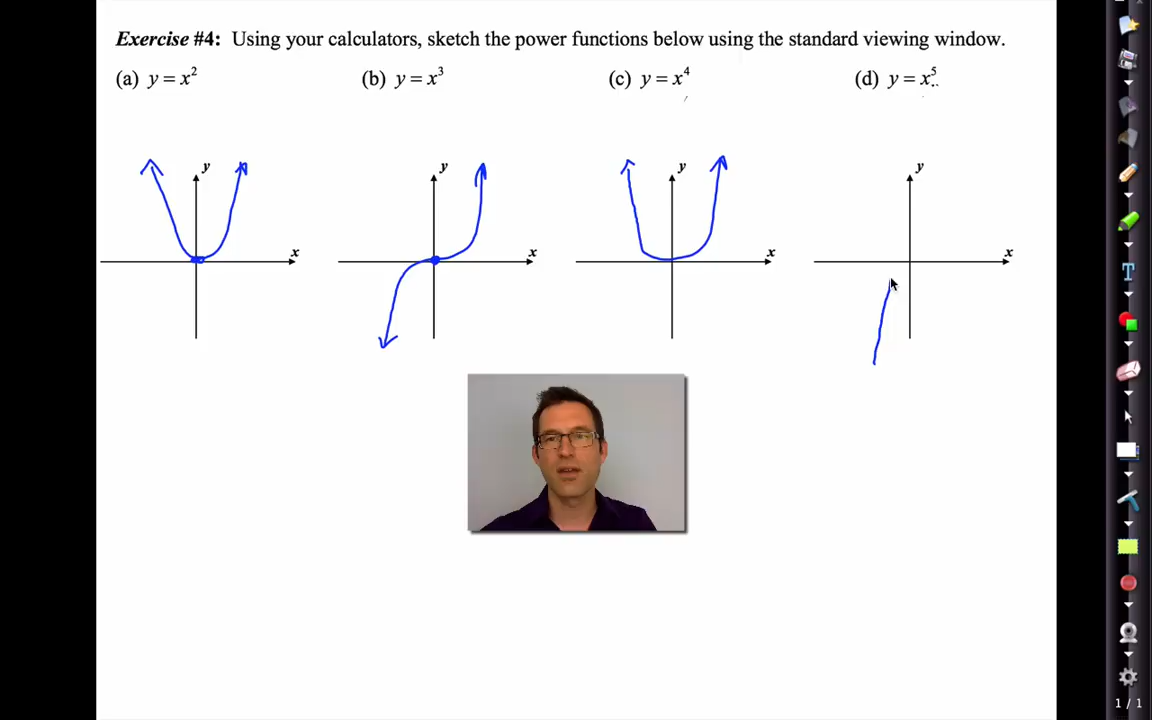 Exercise #4: Using your calculators, sketch the power functions below using the standard viewing window.
(a) y = x² (b) y = x³ (c) y = x⁴ (d) y = x⁵
y y y y
x x x x
T
1 / 1